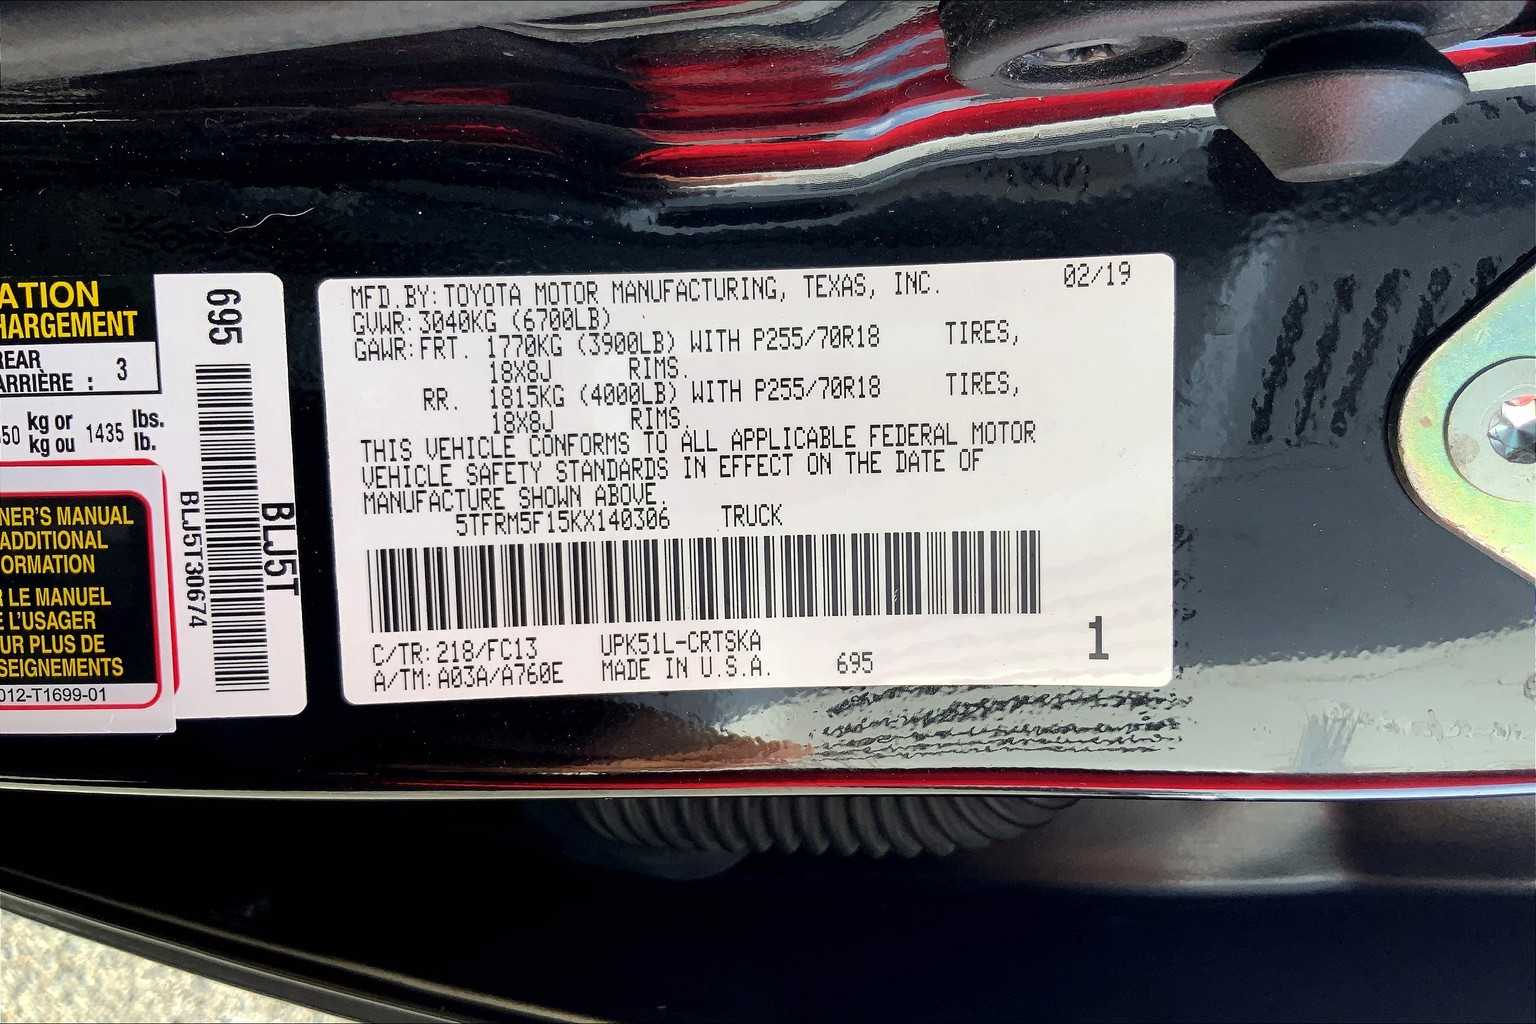 ATION
HARGEMENT
REAR
ARRIÈRE : 3
50 kg or 1435 lbs.
kg ou lb.
NER'S MANUAL
ADDITIONAL
ORMATION
R LE MANUEL
E L'USAGER
UR PLUS DE
SEIGNEMENTS
012-T1699-01
695
BLJ5T30674
BLJ5T
MFD.BY: TOYOTA MOTOR MANUFACTURING, TEXAS, INC. 02/19
GVWR: 3040KG (6700LB)
GAWR: FRT. 1770KG (3900LB) WITH P255/70R18 TIRES,
18X8J RIMS.
RR. 1815KG (4000LB) WITH P255/70R18 TIRES,
18X8J RIMS.
THIS VEHICLE CONFORMS TO ALL APPLICABLE FEDERAL MOTOR
VEHICLE SAFETY STANDARDS IN EFFECT ON THE DATE OF
MANUFACTURE SHOWN ABOVE.
5TFRM5F15KX140306 TRUCK
C/TR: 218/FC13 UPK51L-CRTSKA
A/TM: A03A/A760E MADE IN U.S.A. 695
1